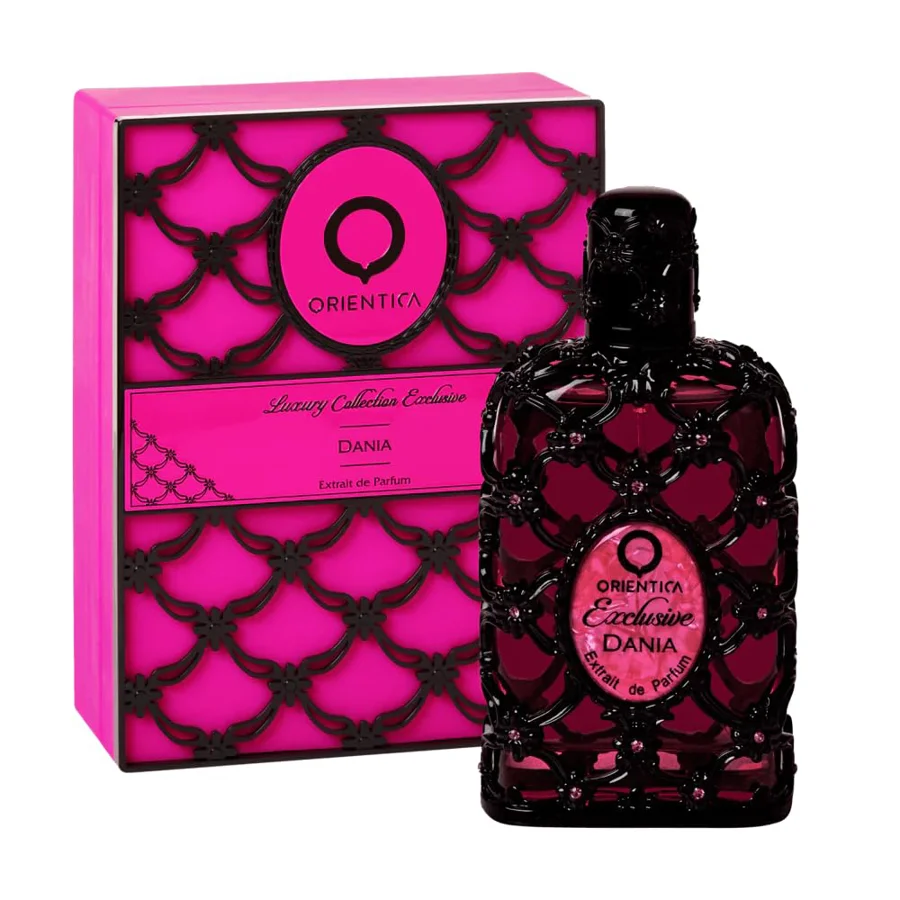 ORIENTICA
Luxury Collection Exclusive
DANIA
Extrait de Parfum
ORIENTICA
Exclusive
DANIA
Extrait de Parfum